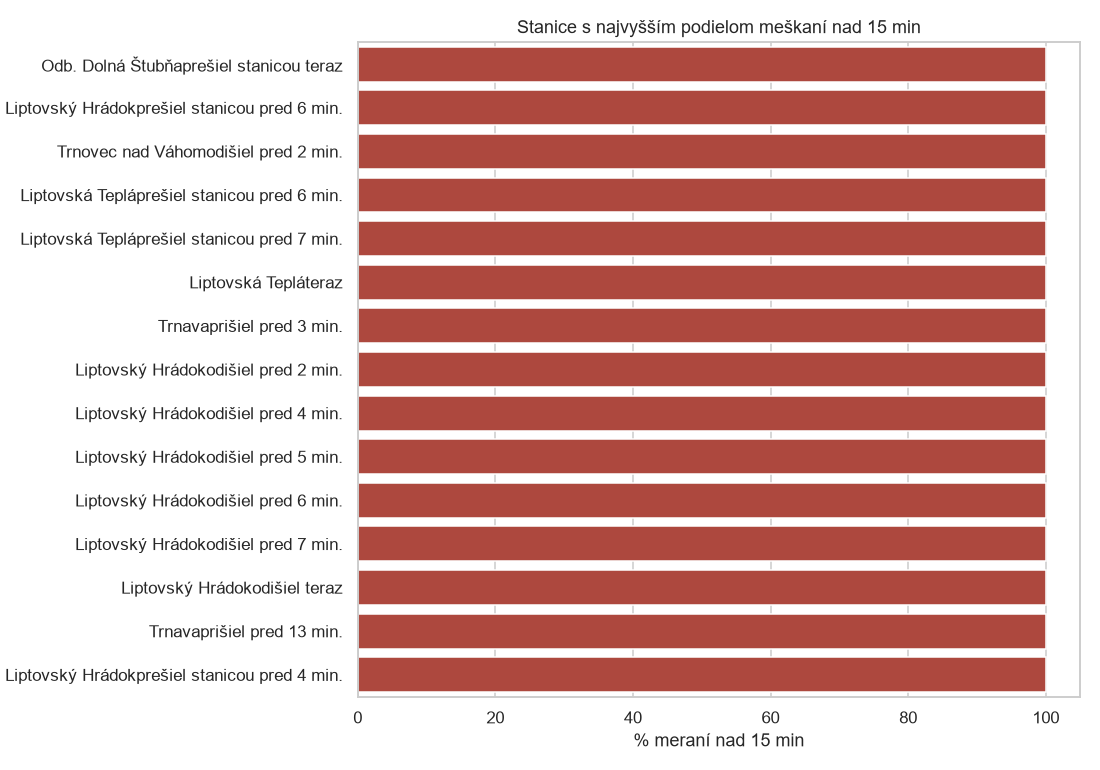 Stanice s najvyšším podielom meškaní nad 15 min
Odb. Dolná Štubňaprešiel stanicou teraz
Liptovský Hrádokprešiel stanicou pred 6 min.
Trnovec nad Váhomodišiel pred 2 min.
Liptovská Tepláprešiel stanicou pred 6 min.
Liptovská Tepláprešiel stanicou pred 7 min.
Liptovská Tepláteraz
Trnavaprišiel pred 3 min.
Liptovský Hrádokodišiel pred 2 min.
Liptovský Hrádokodišiel pred 4 min.
Liptovský Hrádokodišiel pred 5 min.
Liptovský Hrádokodišiel pred 6 min.
Liptovský Hrádokodišiel pred 7 min.
Liptovský Hrádokodišiel teraz
Trnavaprišiel pred 13 min.
Liptovský Hrádokprešiel stanicou pred 4 min.
0 20 40 60 80 100
% meraní nad 15 min